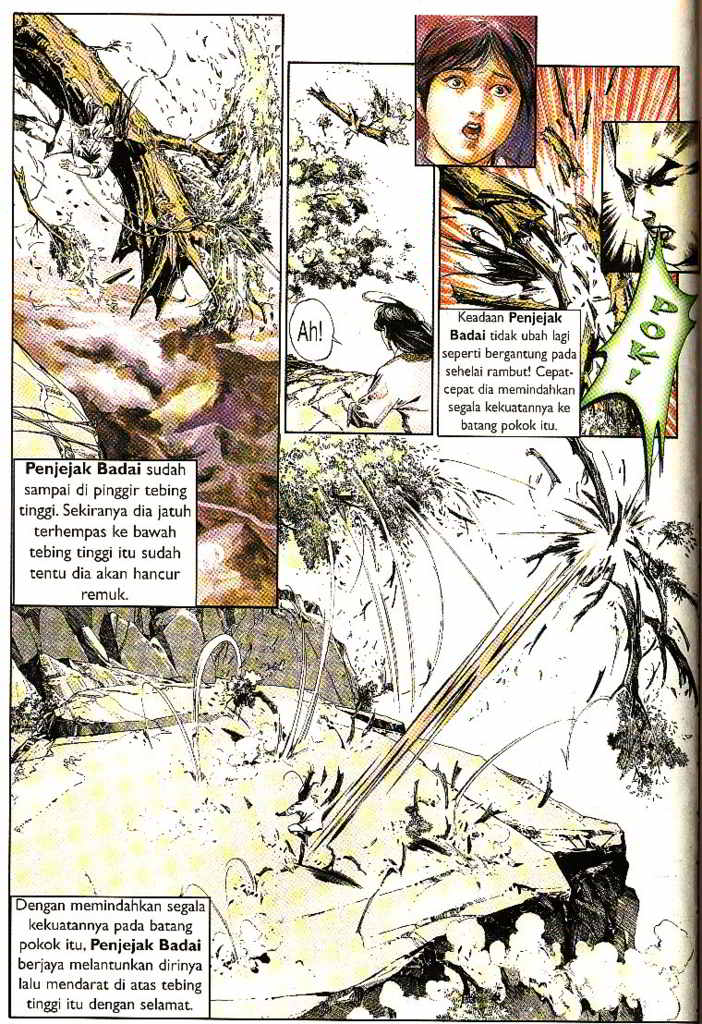 Penjejak Badai sudah
sampai di pinggir tebing
tinggi. Sekiranya dia jatuh
terhempas ke bawah
tebing tinggi itu sudah
tentu dia akan hancur
remuk.
Ah!
Keadaan Penjejak
Badai tidak ubah lagi
seperti bergantung pada
sehelai rambut! Cepat-
cepat dia memindahkan
segala kekuatannya ke
batang pokok itu.
Dengan memindahkan segala
kekuatannya pada batang
pokok itu, Penjejak Badai
berjaya melantunkan dirinya
lalu mendarat di atas tebing
tinggi itu dengan selamat.